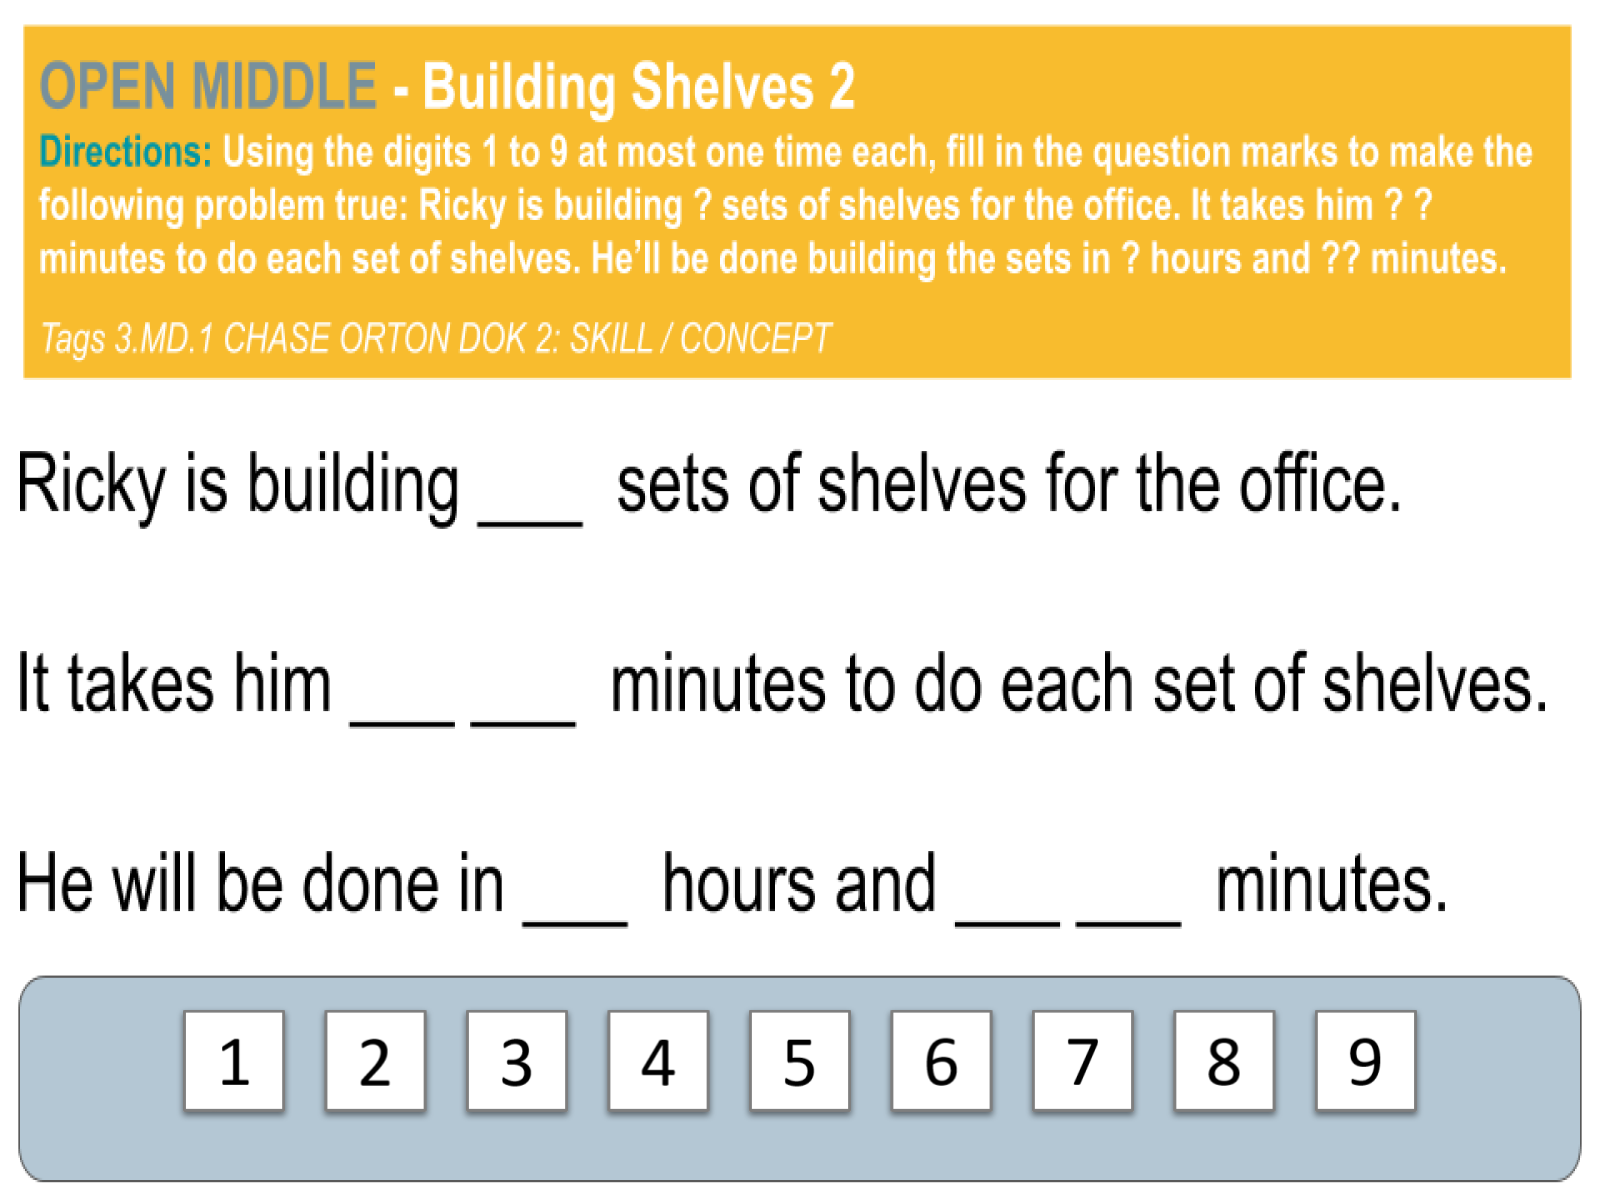 OPEN MIDDLE - Building Shelves 2
Directions: Using the digits 1 to 9 at most one time each, fill in the question marks to make the
following problem true: Ricky is building ? sets of shelves for the office. It takes him ? ?
minutes to do each set of shelves. He’ll be done building the sets in ? hours and ?? minutes.
Tags 3.MD.1 CHASE ORTON DOK 2: SKILL / CONCEPT
Ricky is building ___ sets of shelves for the office.
It takes him ___ ___ minutes to do each set of shelves.
He will be done in ___ hours and ___ ___ minutes.
1 2 3 4 5 6 7 8 9